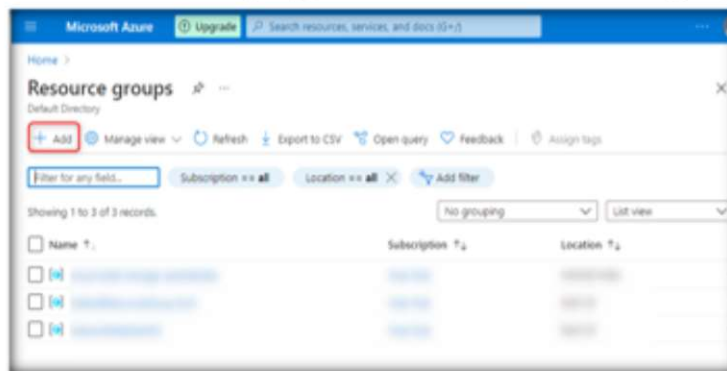 Microsoft Azure Upgrade Search resources, services, and docs (G+/)
Home >
Resource groups
Default Directory
+ Add Manage view Refresh Export to CSV Open query Feedback Assign tags
Filter for any field... Subscription == all Location == all Add filter
Showing 1 to 3 of 3 records. No grouping List view
Name ↑↓ Subscription ↑↓ Location ↑↓